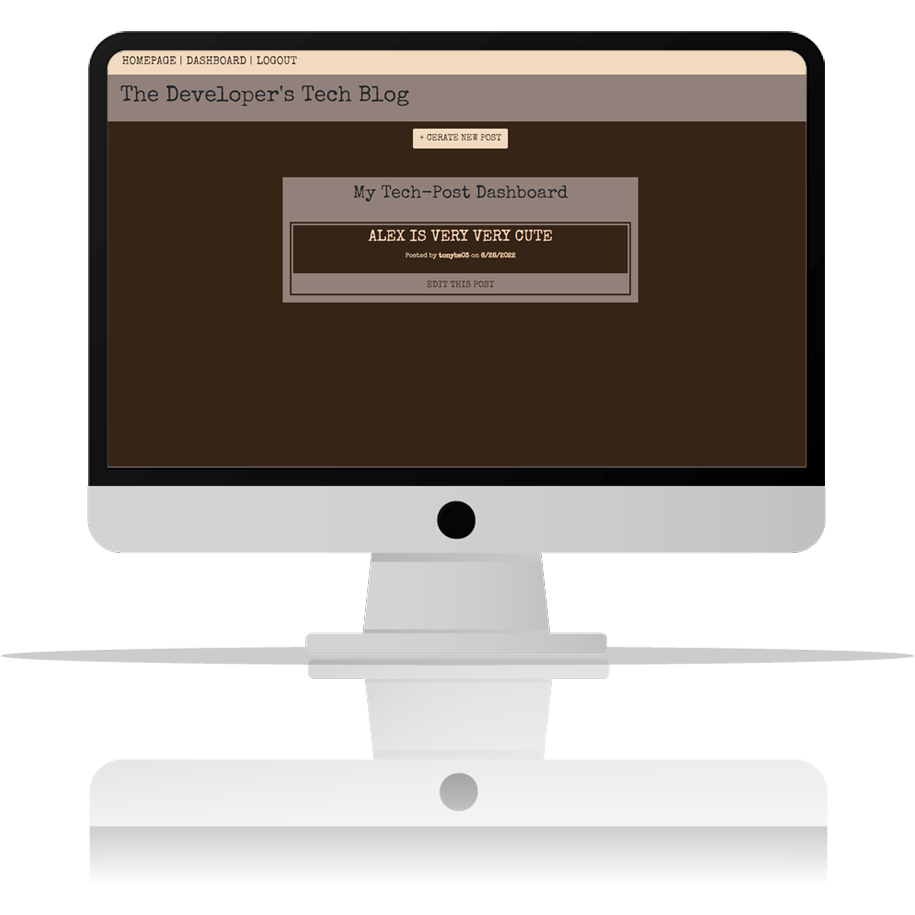 HOMEPAGE | DASHBOARD | LOGOUT
The Developer's Tech Blog
+ CERATE NEW POST
My Tech-Post Dashboard
ALEX IS VERY VERY CUTE
Posted by tonybs03 on 6/28/2022
EDIT THIS POST